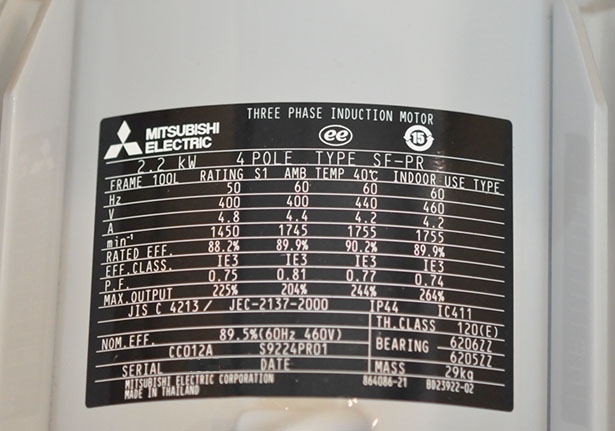 THREE PHASE INDUCTION MOTOR
MITSUBISHI ELECTRIC ee 15
2.2 kW 4 POLE TYPE SF-PR
FRAME 100L RATING S1 AMB TEMP 40℃ INDOOR USE TYPE
Hz 50 60 60 60
V 400 400 440 460
A 4.8 4.4 4.2 4.2
min⁻¹ 1450 1745 1755 1755
RATED EFF. 88.2% 89.9% 90.2% 89.9%
EFF.CLASS. IE3 IE3 IE3 IE3
P.F. 0.75 0.81 0.77 0.74
MAX.OUTPUT 225% 204% 244% 264%
JIS C 4213 / JEC-2137-2000 IP44 IC411
TH.CLASS 120(E)
NOM.EFF. 89.5%(60Hz 460V) BEARING 6206ZZ
CC012A S9224PR01 6205ZZ
SERIAL DATE MASS 29kg
MITSUBISHI ELECTRIC CORPORATION 864086-21 BD23922-02
MADE IN THAILAND